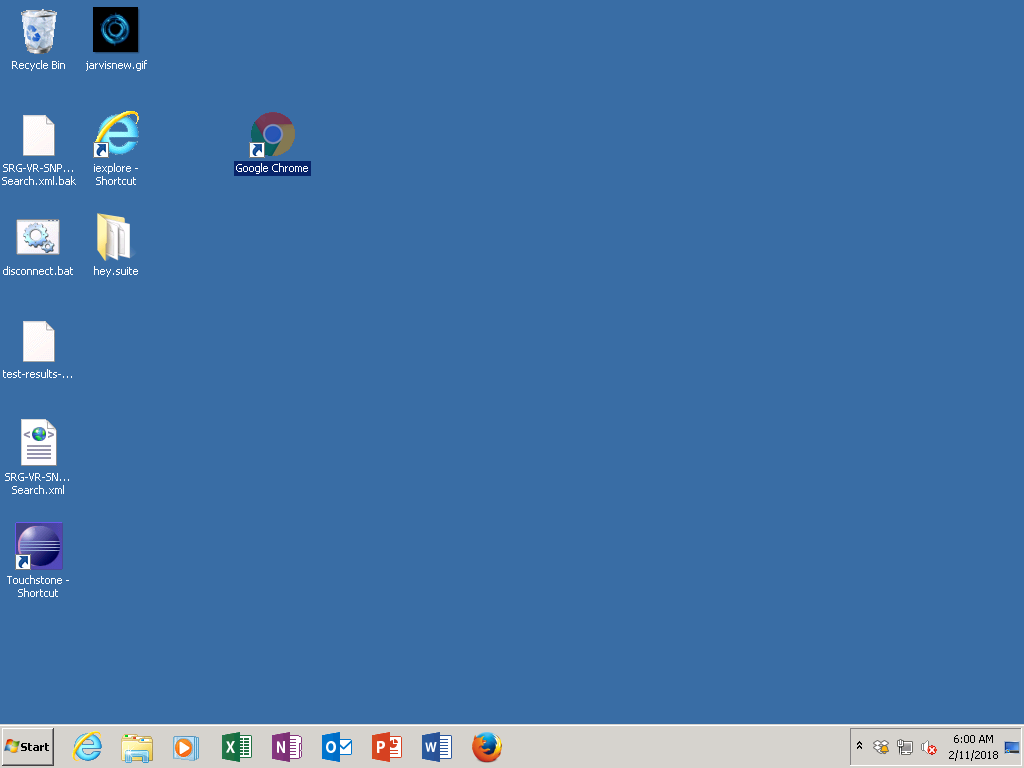 Recycle Bin
jarvisnew.gif
SRG-VR-SNP...
Search.xml.bak
iexplore -
Shortcut
Google Chrome
disconnect.bat
hey.suite
test-results-...
SRG-VR-SN...
Search.xml
Touchstone -
Shortcut
Start
X
N
O
P
W
6:00 AM
2/11/2018